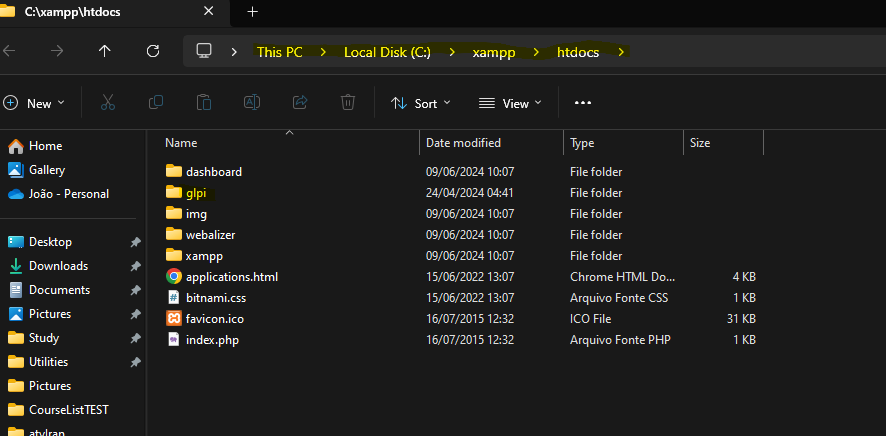 C:\xampp\htdocs
This PC > Local Disk (C:) > xampp > htdocs >
New Sort View
Name Date modified Type Size
Home
Gallery
João - Personal
Desktop
Downloads
Documents
Pictures
Study
Utilities
Pictures
CourseListTEST
dashboard 09/06/2024 10:07 File folder
glpi 24/04/2024 04:41 File folder
img 09/06/2024 10:07 File folder
webalizer 09/06/2024 10:07 File folder
xampp 09/06/2024 10:07 File folder
applications.html 15/06/2022 13:07 Chrome HTML Do... 4 KB
bitnami.css 15/06/2022 13:07 Arquivo Fonte CSS 1 KB
favicon.ico 16/07/2015 12:32 ICO File 31 KB
index.php 16/07/2015 12:32 Arquivo Fonte PHP 1 KB